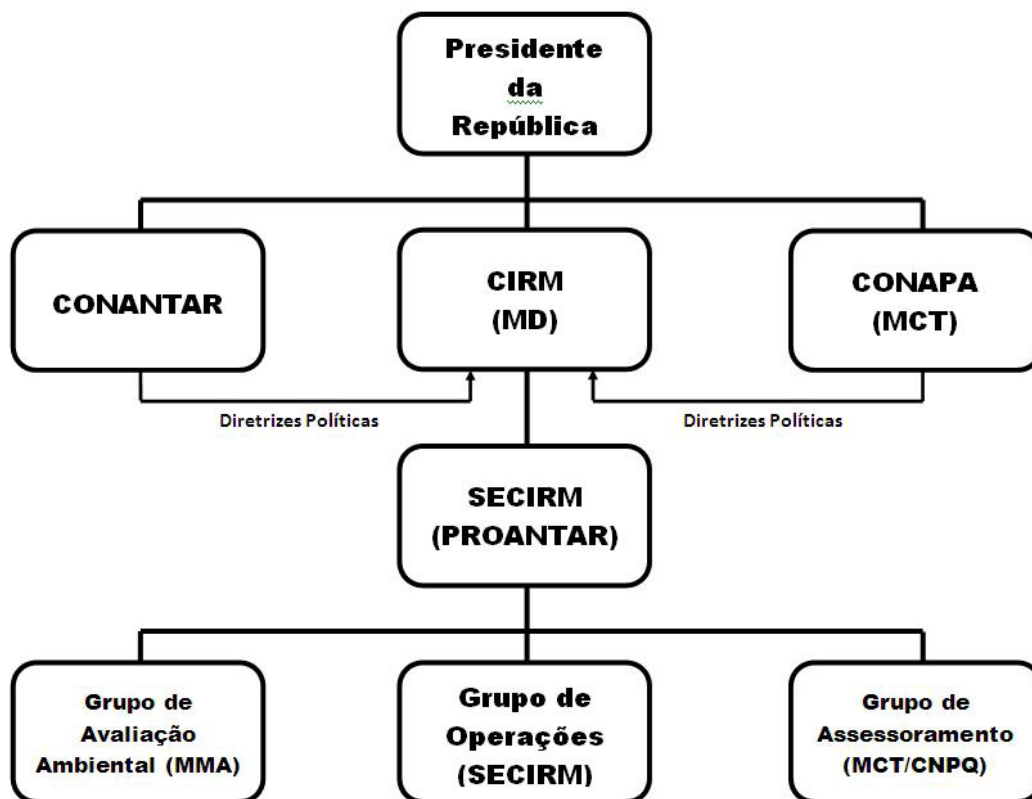 Presidente
da
República
CONANTAR
CIRM
(MD)
CONAPA
(MCT)
Diretrizes Políticas
Diretrizes Políticas
SECIRM
(PROANTAR)
Grupo de
Avaliação
Ambiental (MMA)
Grupo de
Operações
(SECIRM)
Grupo de
Assessoramento
(MCT/CNPQ)